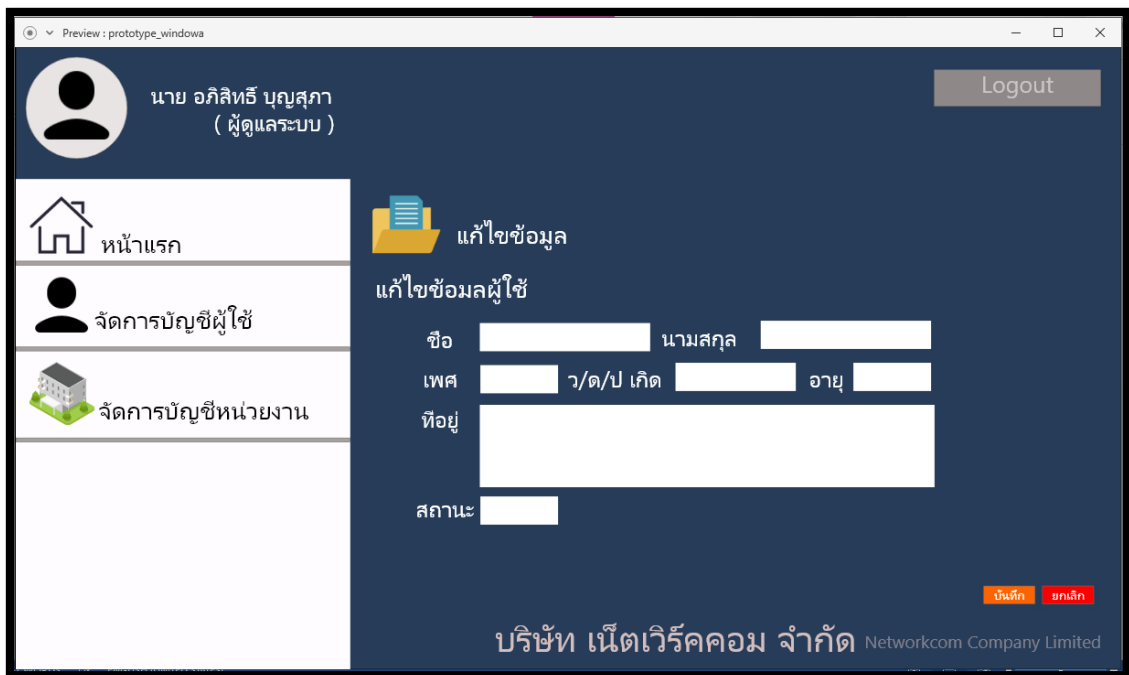 Preview : prototype_windowa
นาย อภิสิทธิ์ บุญสุภา
( ผู้ดูแลระบบ )
Logout
หน้าแรก
จัดการบัญชีผู้ใช้
จัดการบัญชีหน่วยงาน
แก้ไขข้อมูล
แก้ไขข้อมลผู้ใช้
ชื่อ นามสกุล
เพศ ว/ด/ป เกิด อายุ
ที่อยู่
สถานะ
บันทึก ยกเลิก
บริษัท เน็ตเวิร์คคอม จำกัด Networkcom Company Limited